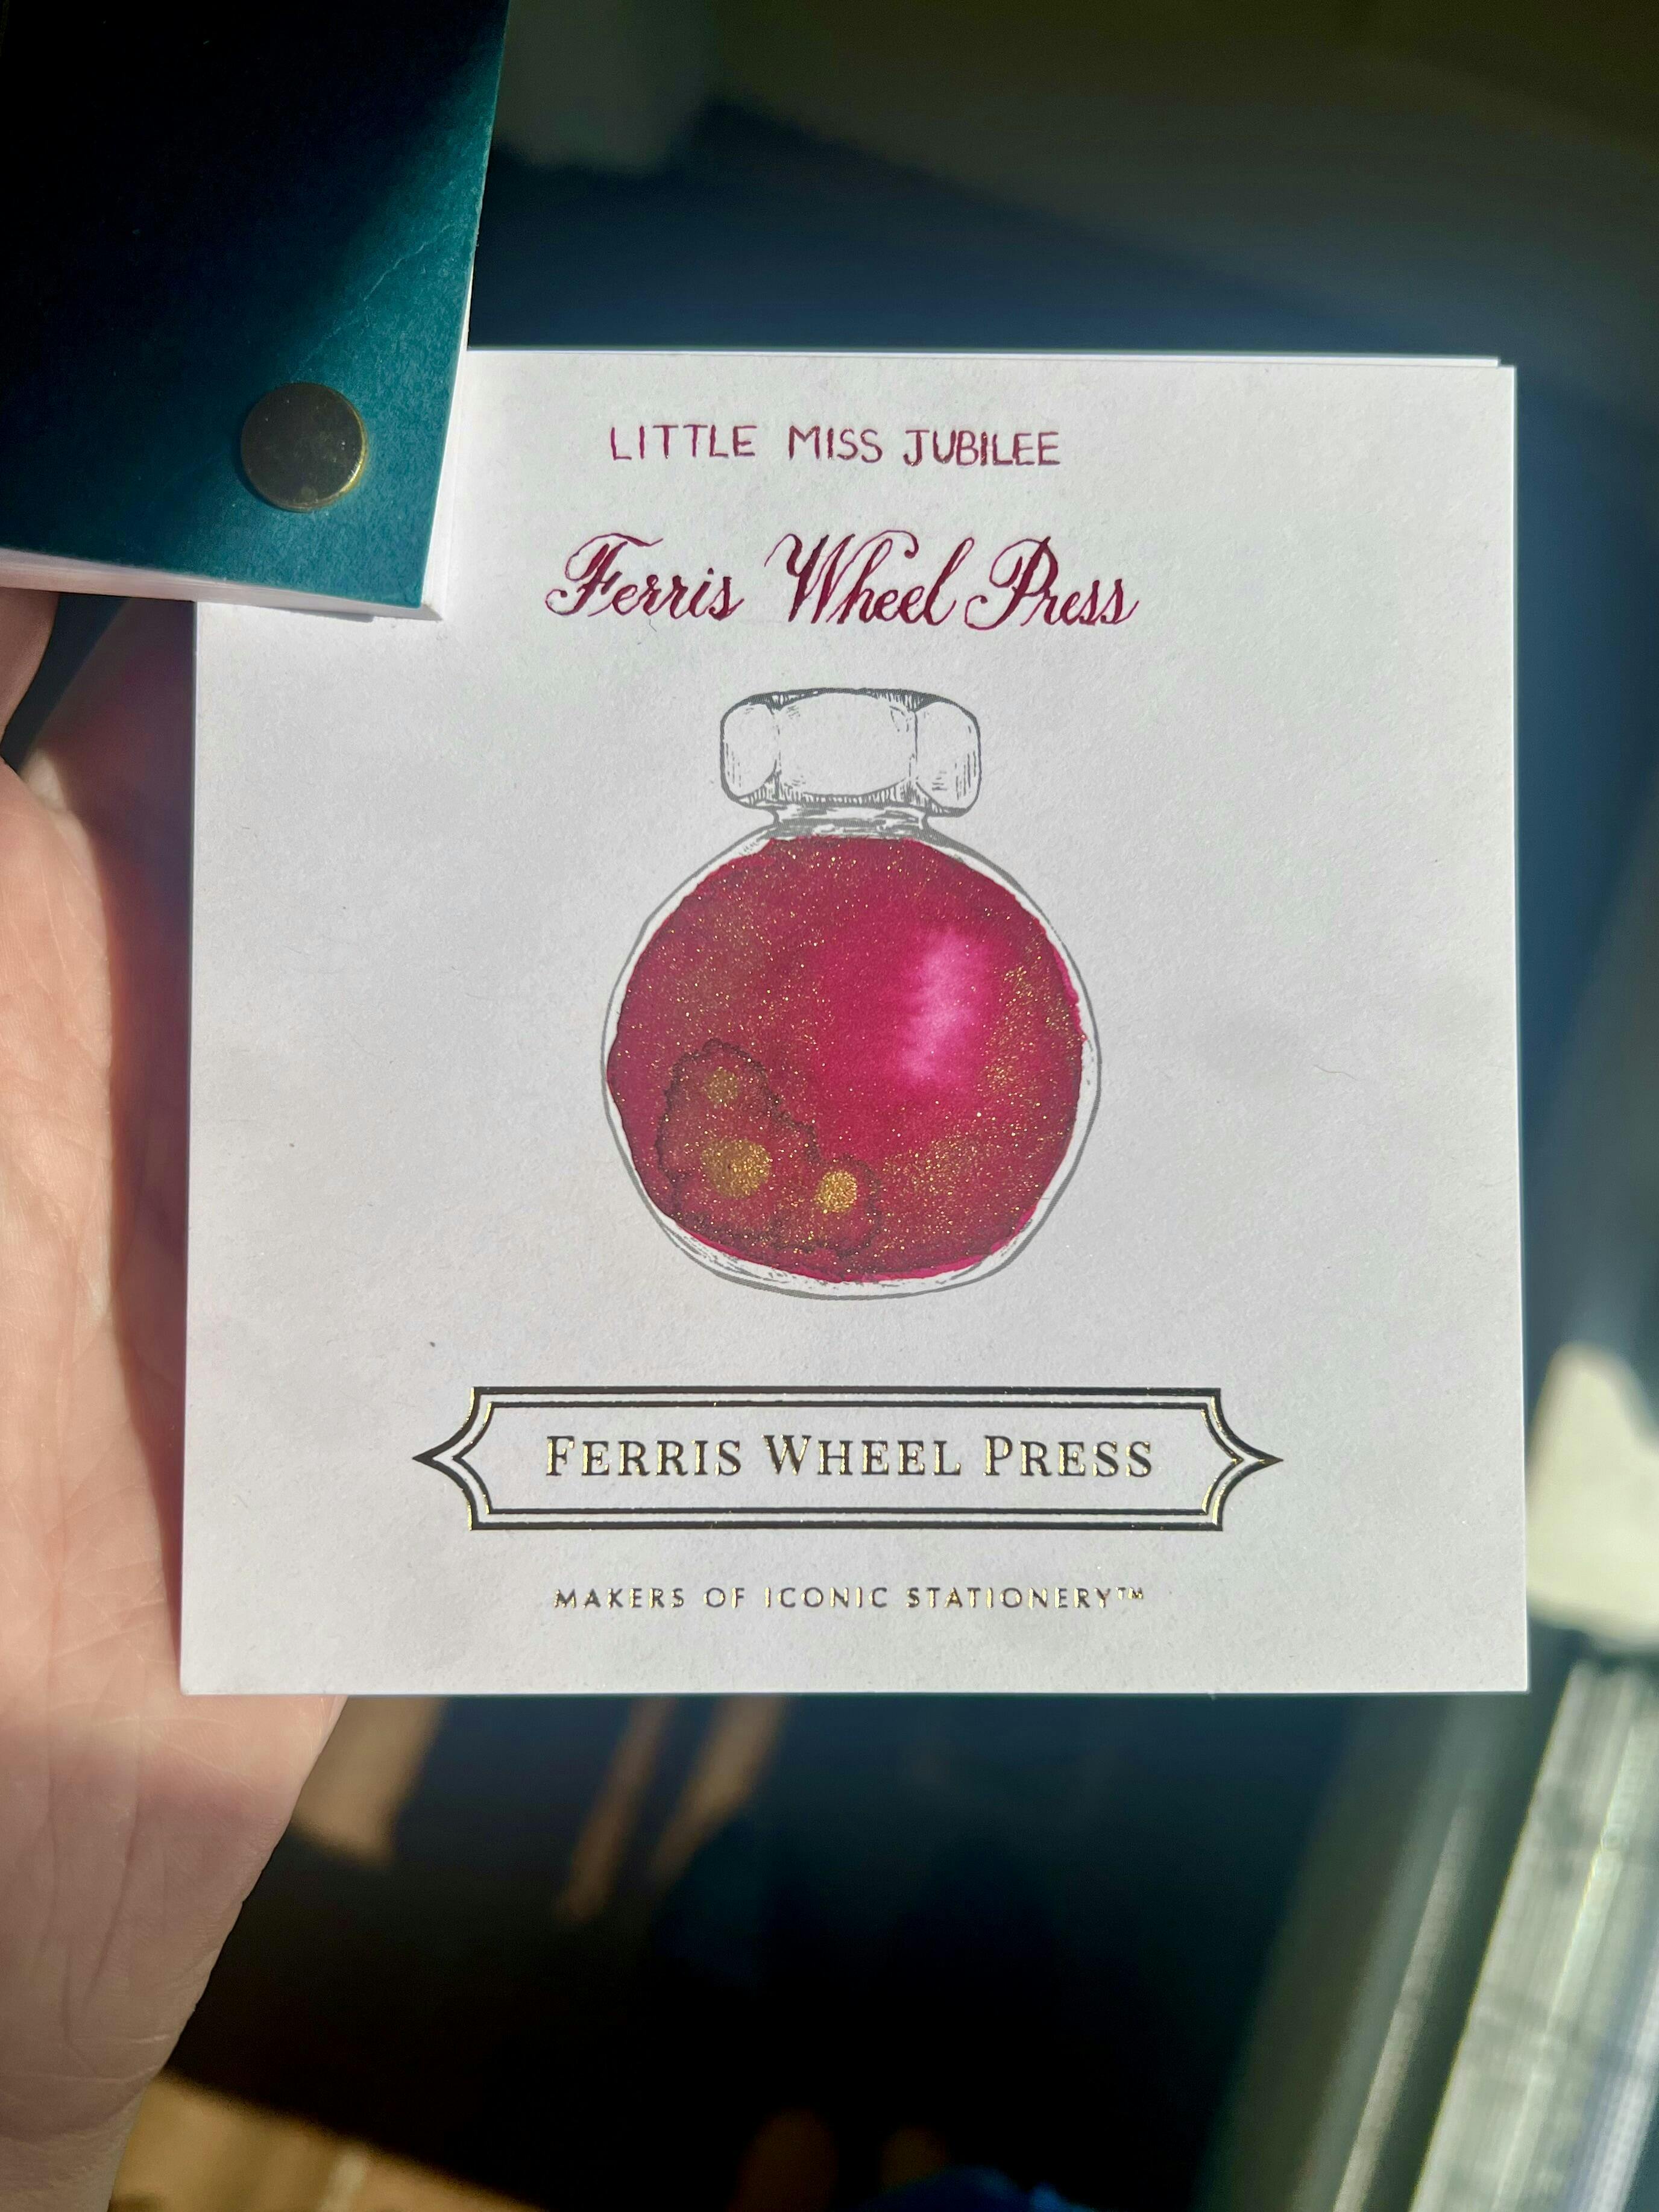 LITTLE MISS JUBILEE
Ferris Wheel Press
FERRIS WHEEL PRESS
MAKERS OF ICONIC STATIONERY™